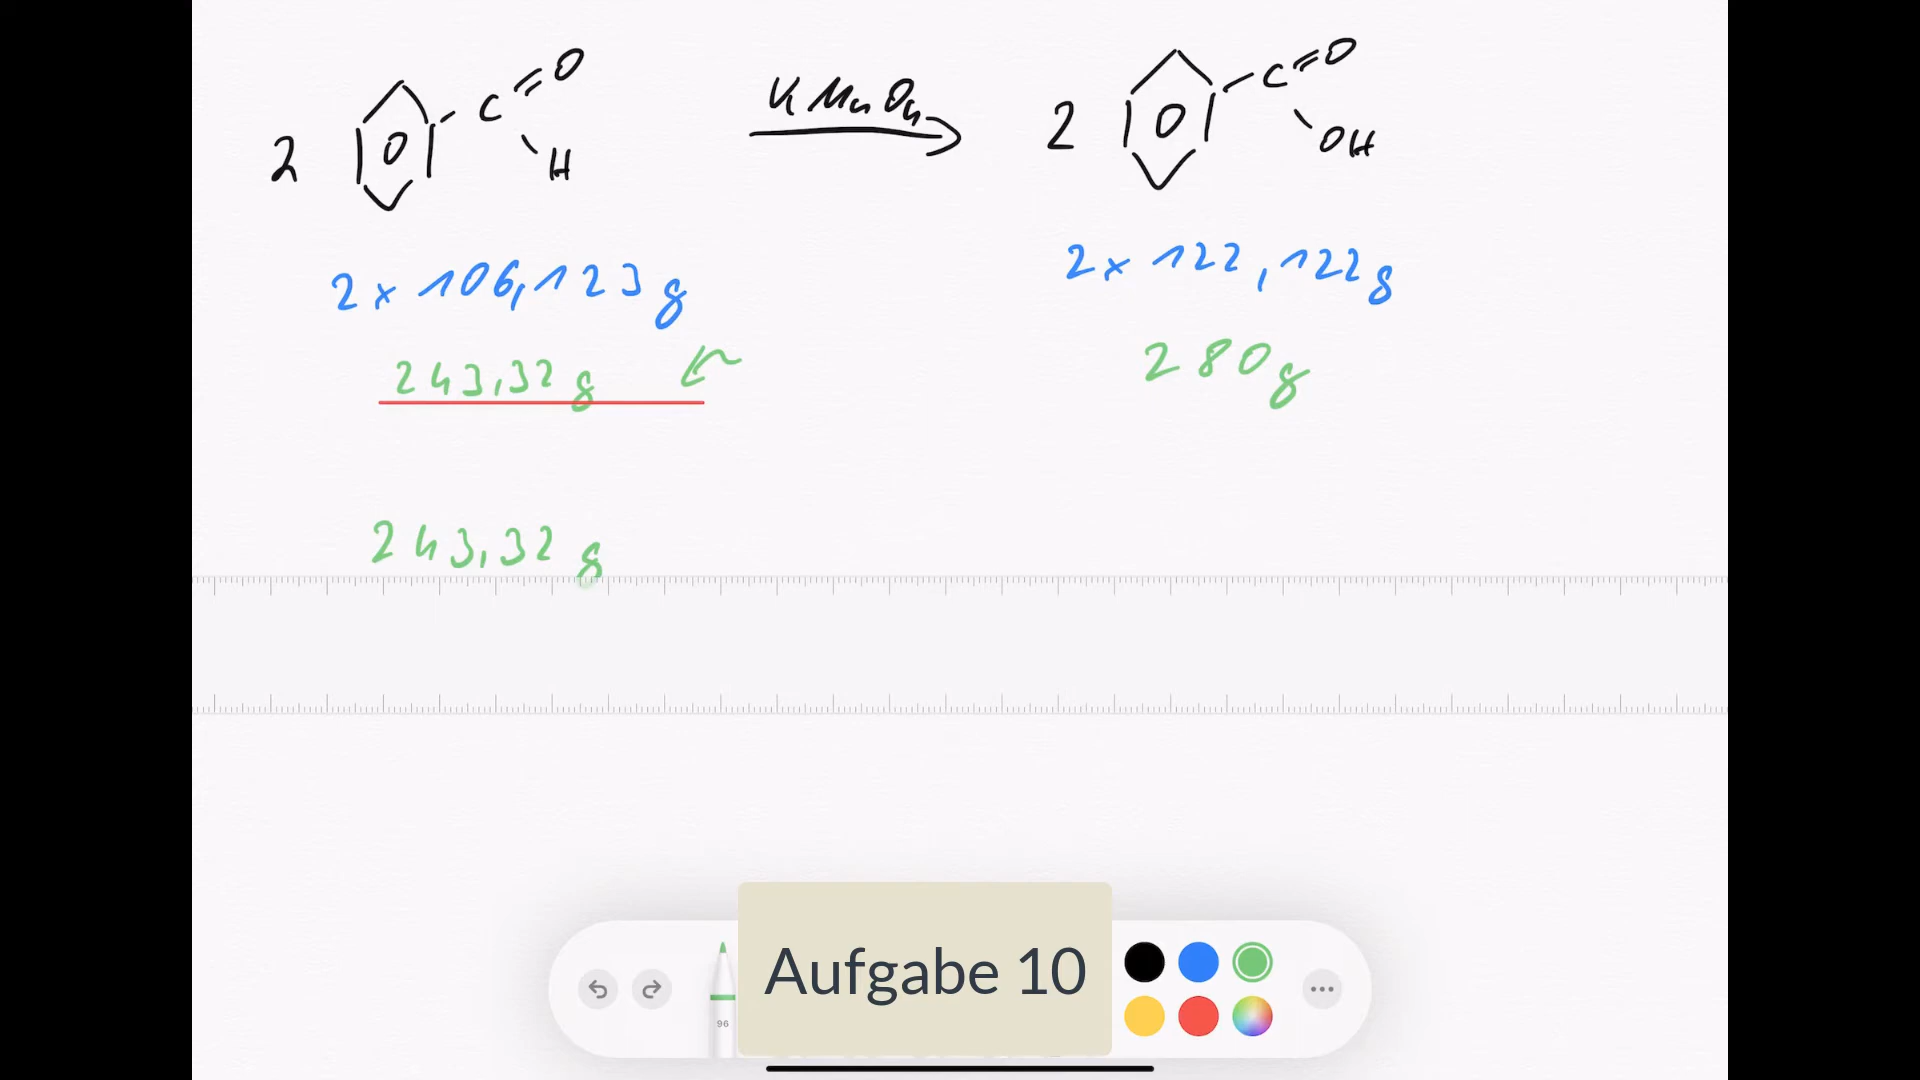 2 C=O H KMnO4 2 C=O OH
2 x 106,123 g 2 x 122,122 g
243,32 g 280 g
243,32 g
96
Aufgabe 10